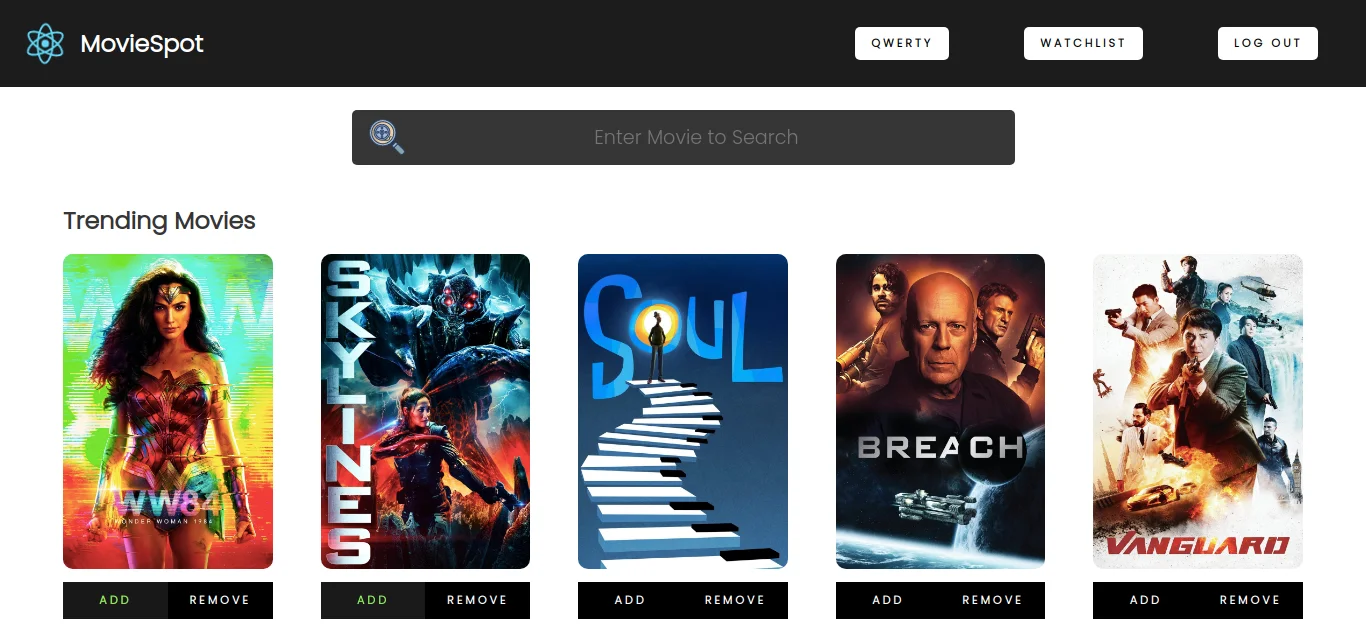 MovieSpot
QWERTY
WATCHLIST
LOG OUT
Enter Movie to Search
Trending Movies
WW84
WONDER WOMAN 1984
SKYLINES
SOUL
BREACH
VANGUARD
ADD REMOVE
ADD REMOVE
ADD REMOVE
ADD REMOVE
ADD REMOVE